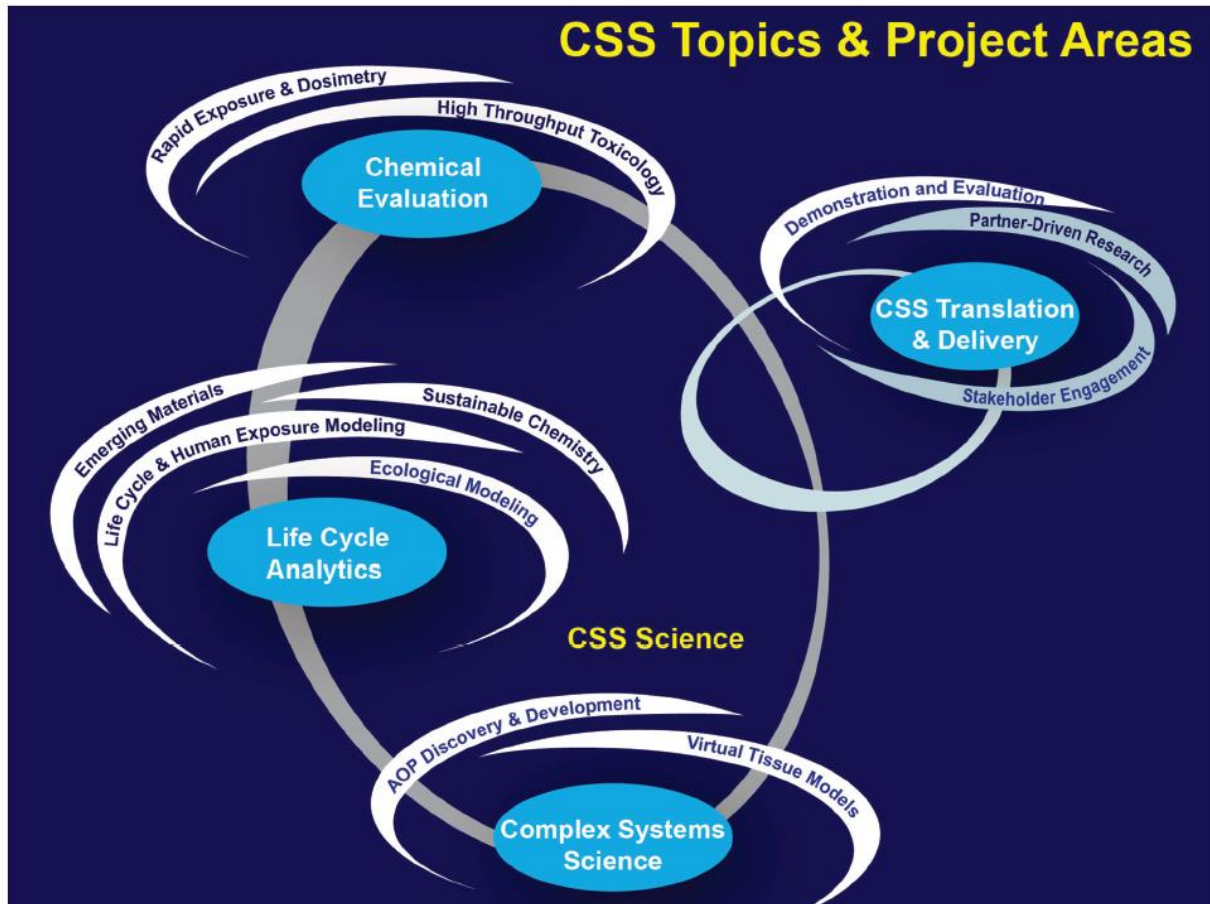 CSS Topics & Project Areas
Rapid Exposure & Dosimetry
High Throughput Toxicology
Chemical
Evaluation
Demonstration and Evaluation
Partner-Driven Research
CSS Translation
& Delivery
Stakeholder Engagement
Emerging Materials
Sustainable Chemistry
Life Cycle & Human Exposure Modeling
Ecological Modeling
Life Cycle
Analytics
CSS Science
AOP Discovery & Development
Virtual Tissue Models
Complex Systems
Science